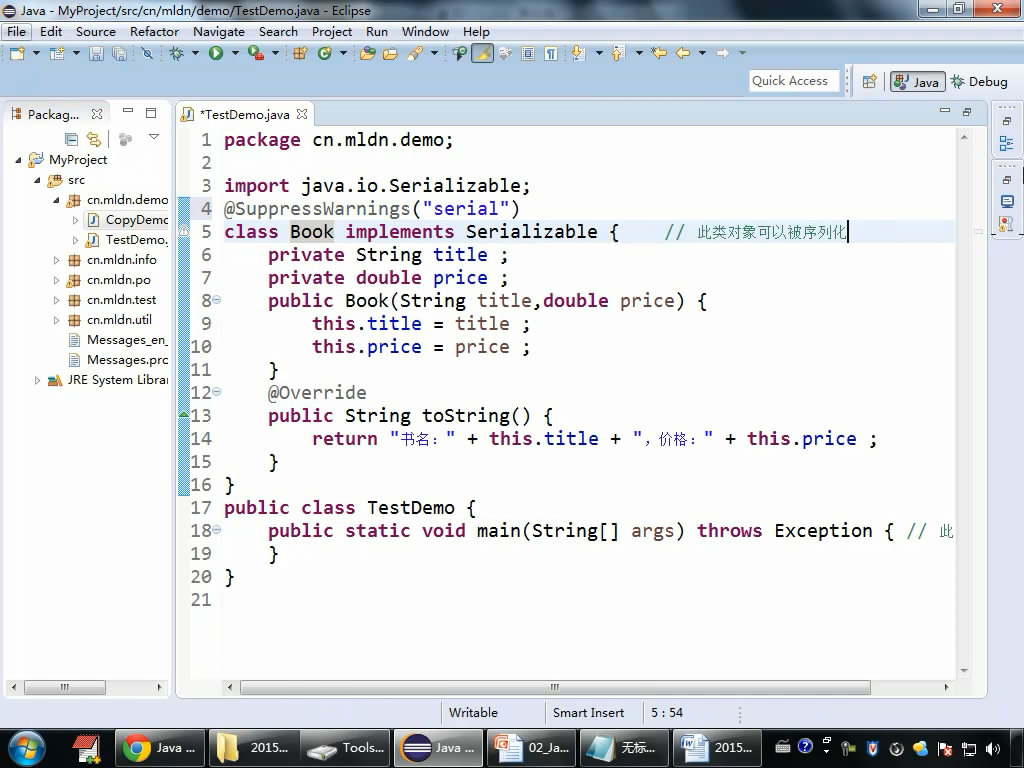 Java - MyProject/src/cn/mldn/demo/TestDemo.java - Eclipse
File Edit Source Refactor Navigate Search Project Run Window Help
Quick Access
Java
Debug
Packag...
*TestDemo.java
MyProject
src
cn.mldn.demo
CopyDemo
TestDemo.
cn.mldn.info
cn.mldn.po
cn.mldn.test
cn.mldn.util
Messages_en_
Messages.prc
JRE System Librar
1 package cn.mldn.demo;
2
3 import java.io.Serializable;
4 @SuppressWarnings("serial")
5 class Book implements Serializable { // 此类对象可以被序列化
6 private String title ;
7 private double price ;
8 public Book(String title,double price) {
9 this.title = title ;
10 this.price = price ;
11 }
12 @Override
13 public String toString() {
14 return "书名：" + this.title + "，价格：" + this.price ;
15 }
16 }
17 public class TestDemo {
18 public static void main(String[] args) throws Exception { // 此
19 }
20 }
21
Writable Smart Insert 5 : 54
Java ... 2015... Tools... Java ... 02_Ja... 无标... 2015...